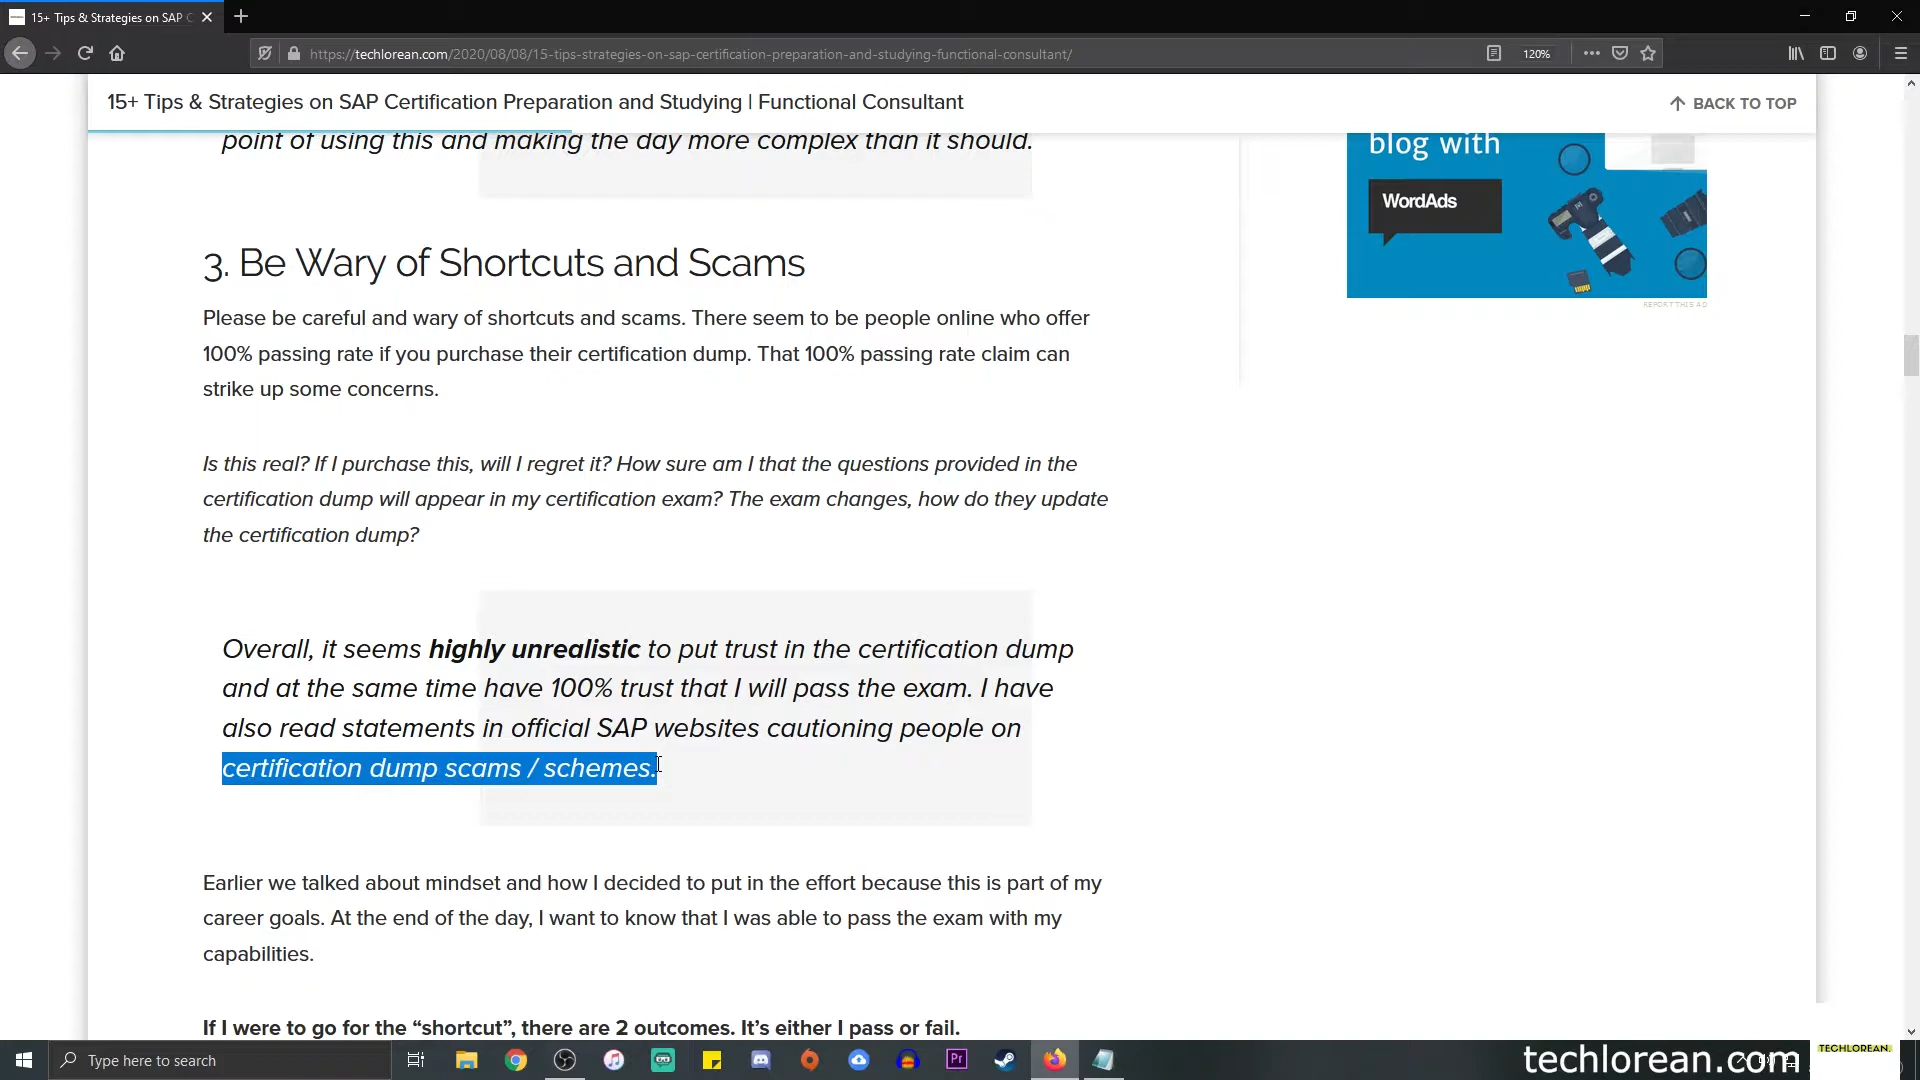 15+ Tips & Strategies on SAP C
https://techlorean.com/2020/08/08/15-tips-strategies-on-sap-certification-preparation-and-studying-functional-consultant/
120%
15+ Tips & Strategies on SAP Certification Preparation and Studying | Functional Consultant
BACK TO TOP
point of using this and making the day more complex than it should.
blog with
WordAds
REPORT THIS AD
3. Be Wary of Shortcuts and Scams
Please be careful and wary of shortcuts and scams. There seem to be people online who offer
100% passing rate if you purchase their certification dump. That 100% passing rate claim can
strike up some concerns.
Is this real? If I purchase this, will I regret it? How sure am I that the questions provided in the
certification dump will appear in my certification exam? The exam changes, how do they update
the certification dump?
Overall, it seems highly unrealistic to put trust in the certification dump
and at the same time have 100% trust that I will pass the exam. I have
also read statements in official SAP websites cautioning people on
certification dump scams / schemes.
Earlier we talked about mindset and how I decided to put in the effort because this is part of my
career goals. At the end of the day, I want to know that I was able to pass the exam with my
capabilities.
If I were to go for the “shortcut”, there are 2 outcomes. It’s either I pass or fail.
Type here to search
Pr
techlorean.com
TECHLOREAN.